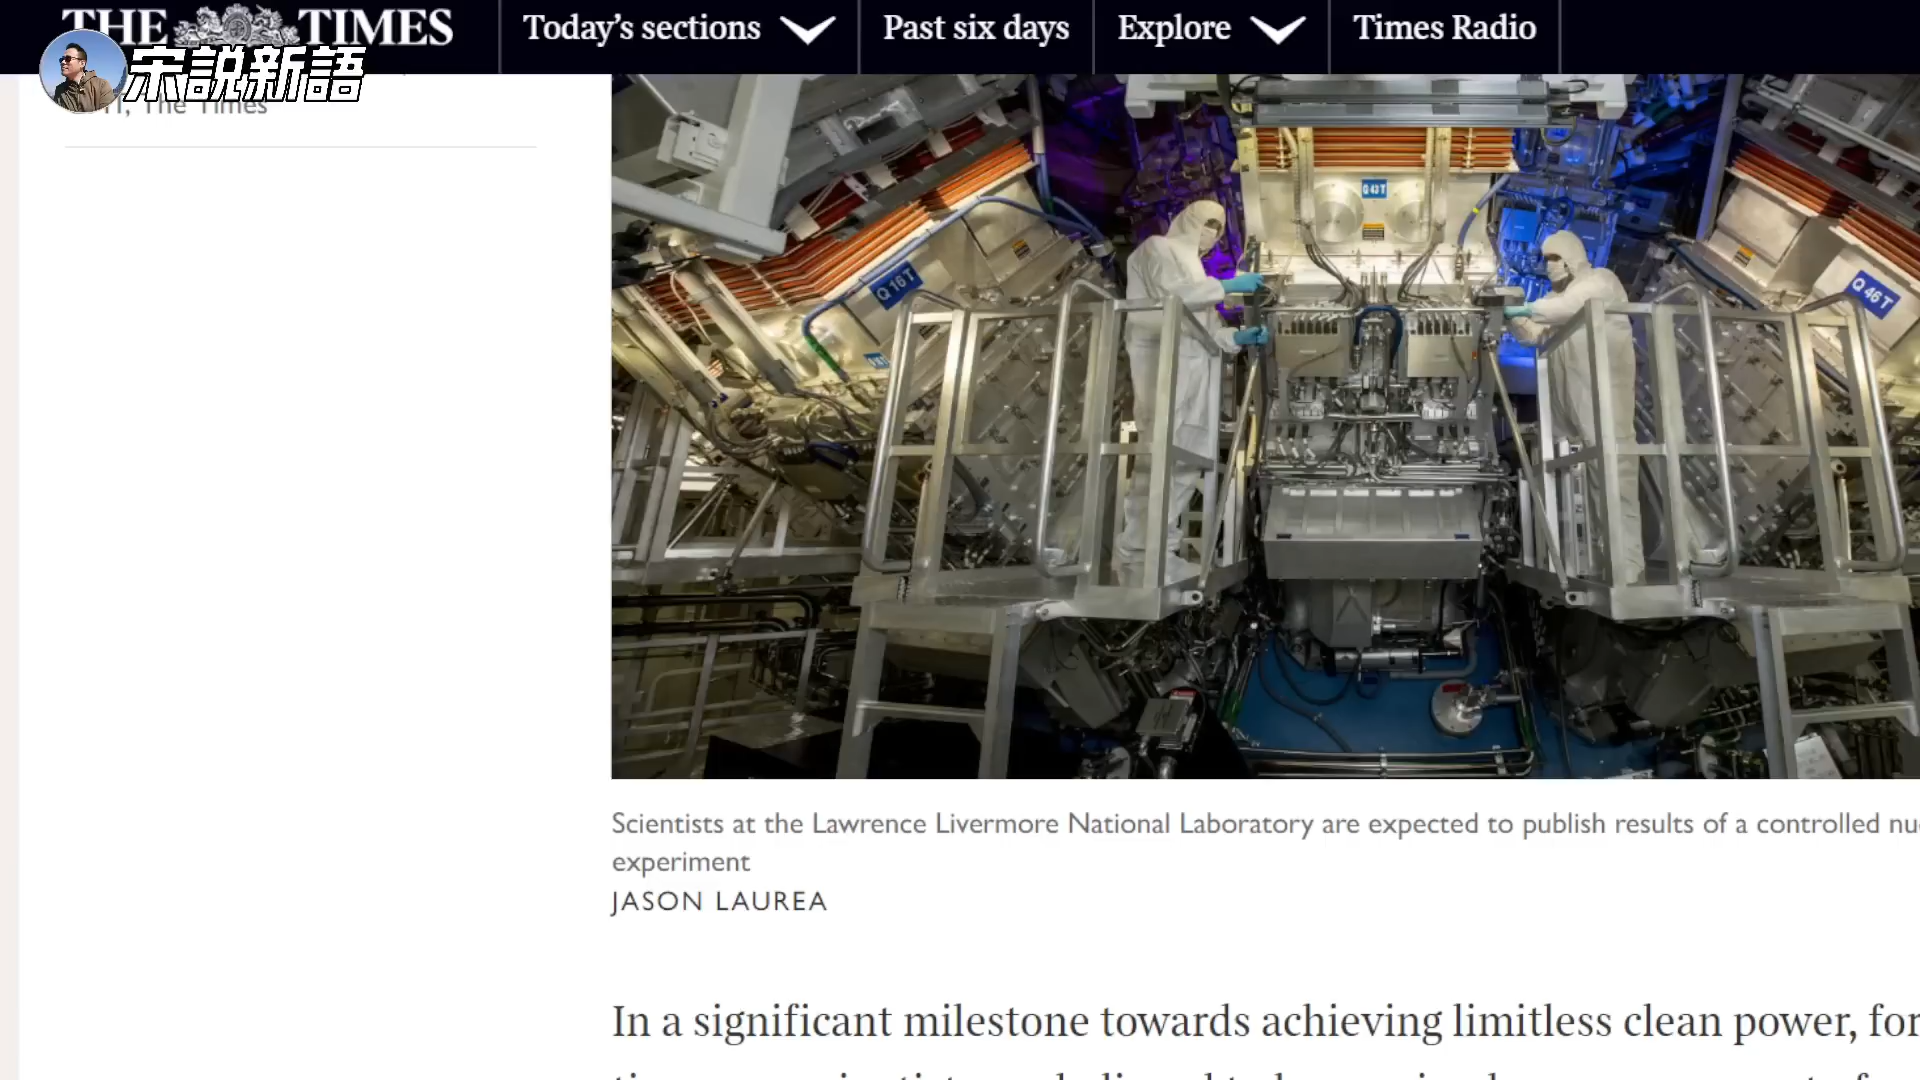 THE TIMES
Today's sections
Past six days
Explore
Times Radio
宋説新語
The Times
Q 43 T
Q 16 T
Q 46 T
Scientists at the Lawrence Livermore National Laboratory are expected to publish results of a controlled
experiment
JASON LAUREA
In a significant milestone towards achieving limitless clean power, for